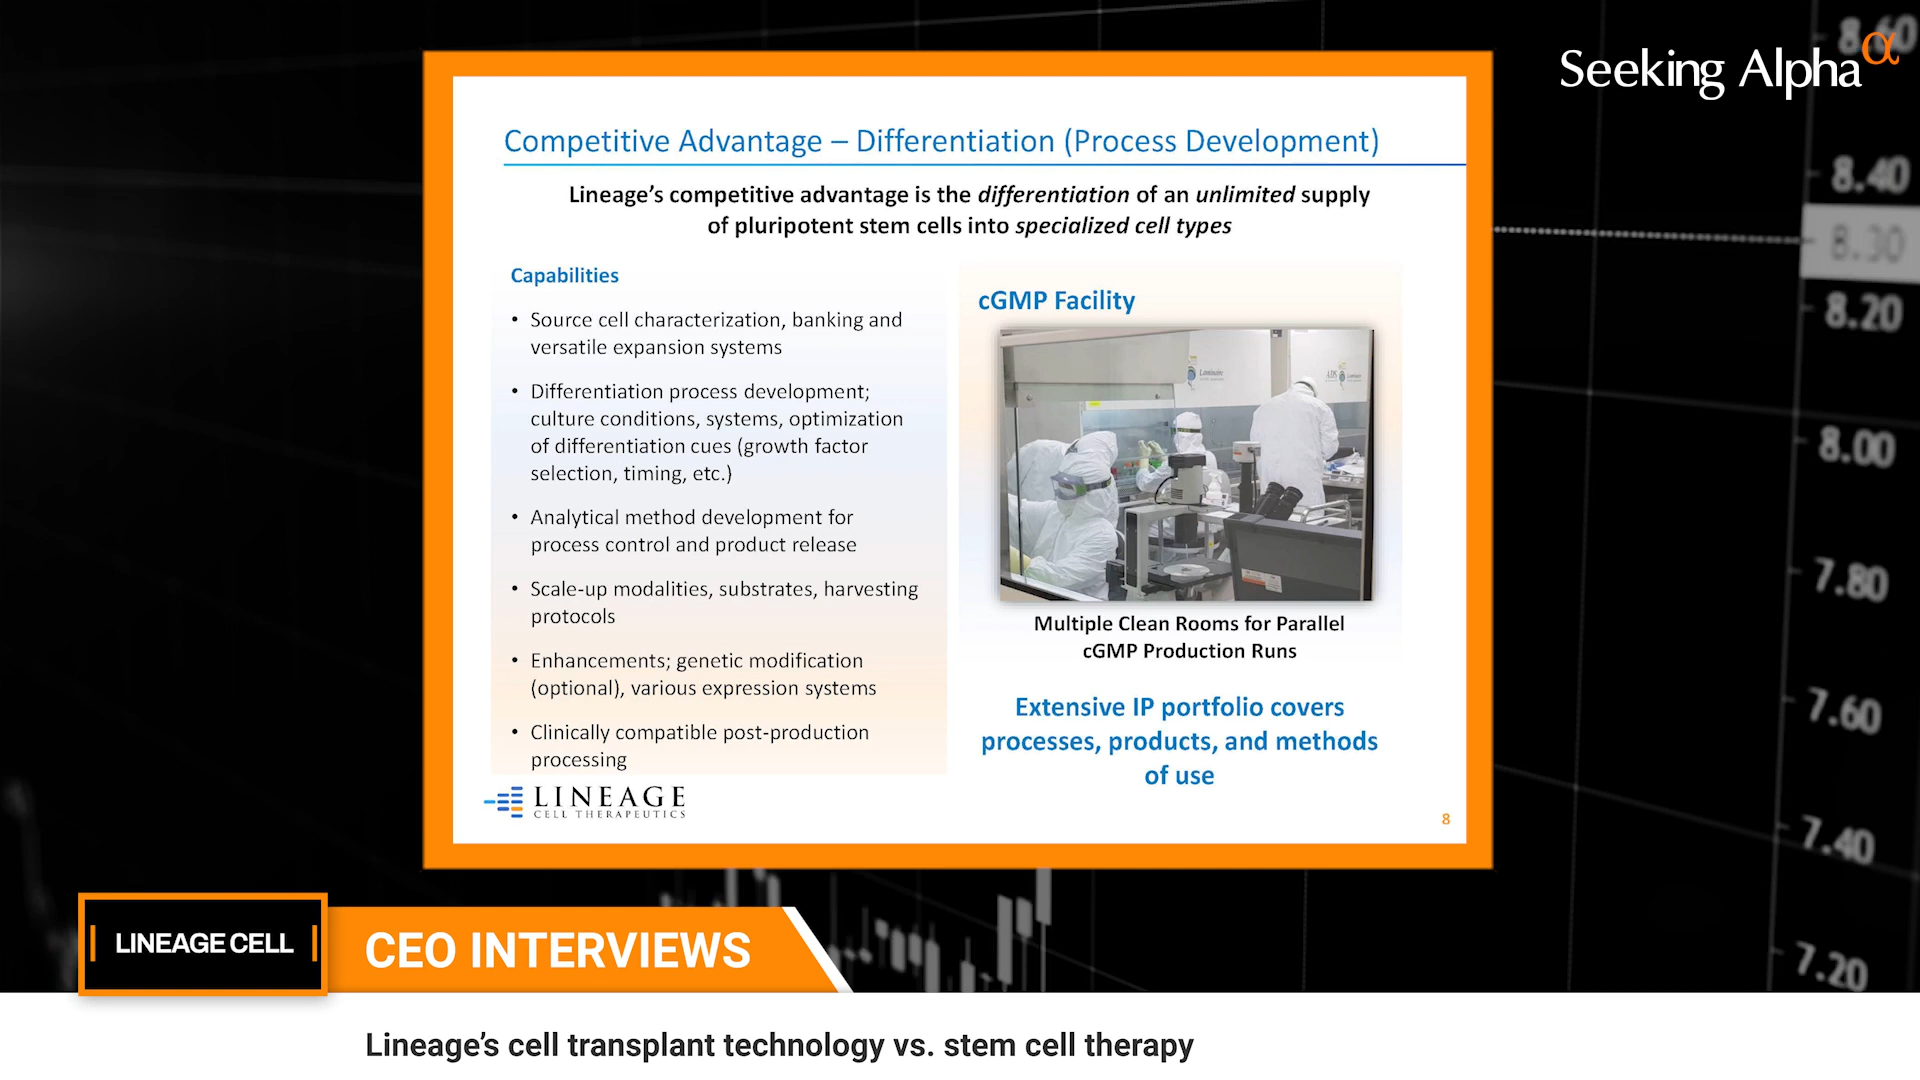 Seeking Alpha α
8.60
8.40
8.30
8.20
8.00
7.80
7.60
7.40
7.20
Competitive Advantage – Differentiation (Process Development)
Lineage’s competitive advantage is the differentiation of an unlimited supply
of pluripotent stem cells into specialized cell types
Capabilities
• Source cell characterization, banking and
versatile expansion systems
• Differentiation process development;
culture conditions, systems, optimization
of differentiation cues (growth factor
selection, timing, etc.)
• Analytical method development for
process control and product release
• Scale-up modalities, substrates, harvesting
protocols
• Enhancements; genetic modification
(optional), various expression systems
• Clinically compatible post-production
processing
cGMP Facility
Multiple Clean Rooms for Parallel
cGMP Production Runs
Extensive IP portfolio covers
processes, products, and methods
of use
LINEAGE
CELL THERAPEUTICS
8
LINEAGE CELL
CEO INTERVIEWS
Lineage’s cell transplant technology vs. stem cell therapy